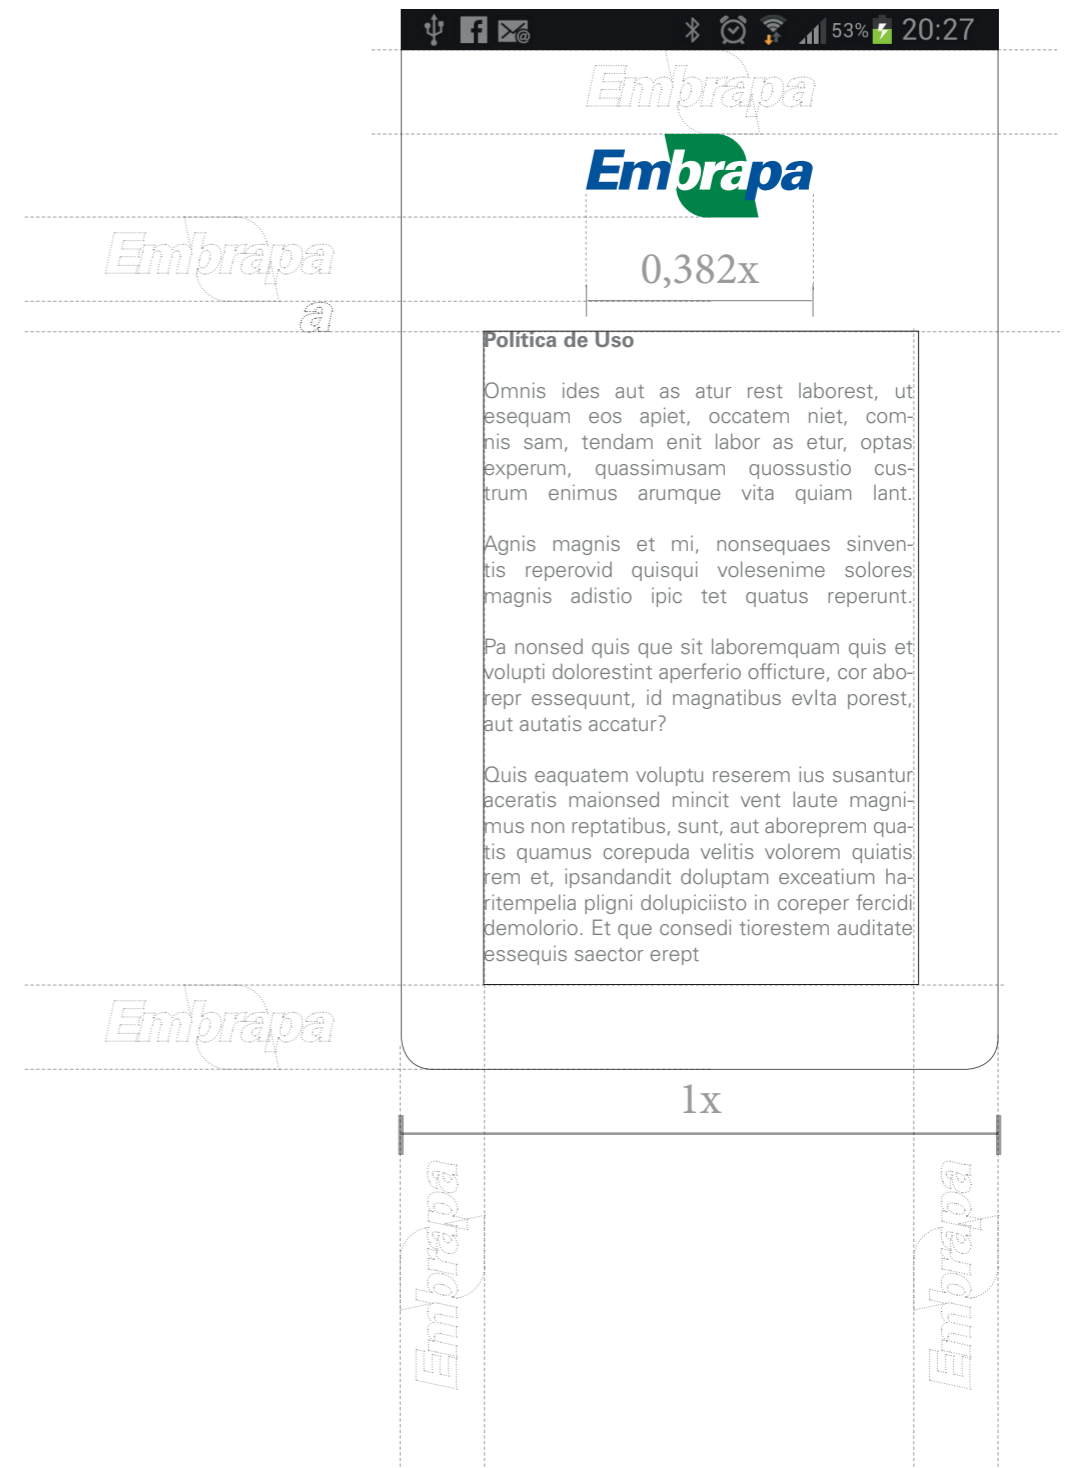 53% 20:27
Embrapa
Embrapa
Embrapa
0,382x
a
Política de Uso
Omnis ides aut as atur rest laborest, ut
esequam eos apiet, occatem niet, com-
nis sam, tendam enit labor as etur, optas
experum, quassimusam quossustio cus-
trum enimus arumque vita quiam lant.
Agnis magnis et mi, nonsequaes sinven-
tis reperovid quisqui volesenime solores
magnis adistio ipic tet quatus reperunt.
Pa nonsed quis que sit laboremquam quis et
volupti dolorestint aperferio officture, cor abo-
repr essequunt, id magnatibus evIta porest,
aut autatis accatur?
Quis eaquatem voluptu reserem ius susantur
aceratis maionsed mincit vent laute magni-
mus non reptatibus, sunt, aut aboreprem qua-
tis quamus corepuda velitis volorem quiatis
rem et, ipsandandit doluptam exceatium ha-
ritempelia pligni dolupiciisto in coreper fercidi
demolorio. Et que consedi tiorestem auditate
essequis saector erept
Embrapa
1x
Embrapa
Embrapa